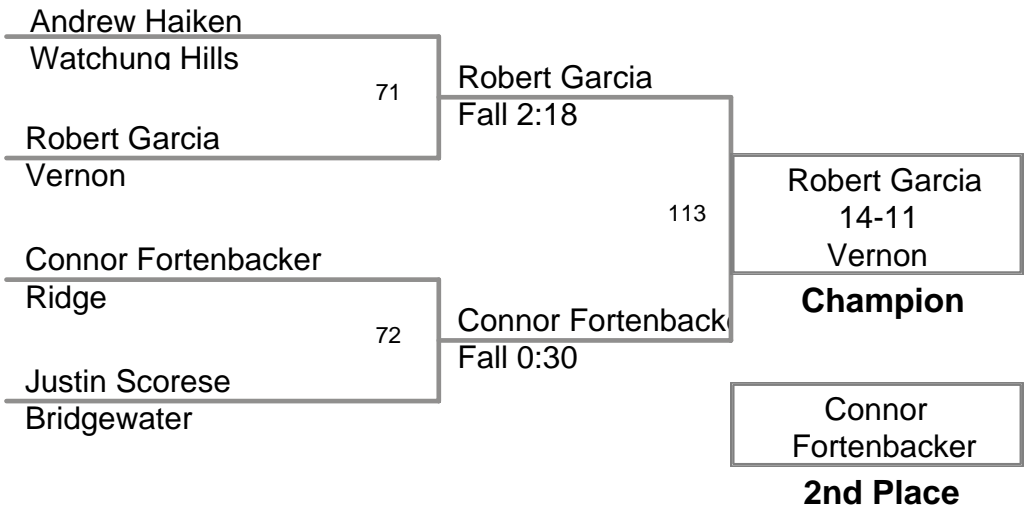 Andrew Haiken
Watchung Hills
71
Robert Garcia
Fall 2:18
Robert Garcia
Vernon
113
Robert Garcia
14-11
Vernon
Champion
Connor Fortenbacker
Ridge
72
Connor Fortenbacke
Fall 0:30
Justin Scorese
Bridgewater
Connor
Fortenbacker
2nd Place